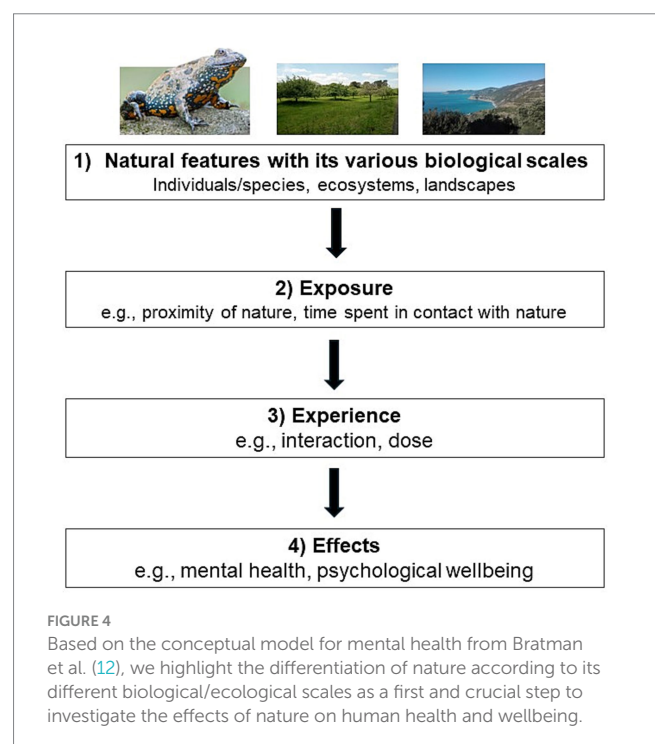 1) Natural features with its various biological scales
Individuals/species, ecosystems, landscapes
2) Exposure
e.g., proximity of nature, time spent in contact with nature
3) Experience
e.g., interaction, dose
4) Effects
e.g., mental health, psychological wellbeing
FIGURE 4
Based on the conceptual model for mental health from Bratman
et al. (12), we highlight the differentiation of nature according to its
different biological/ecological scales as a first and crucial step to
investigate the effects of nature on human health and wellbeing.